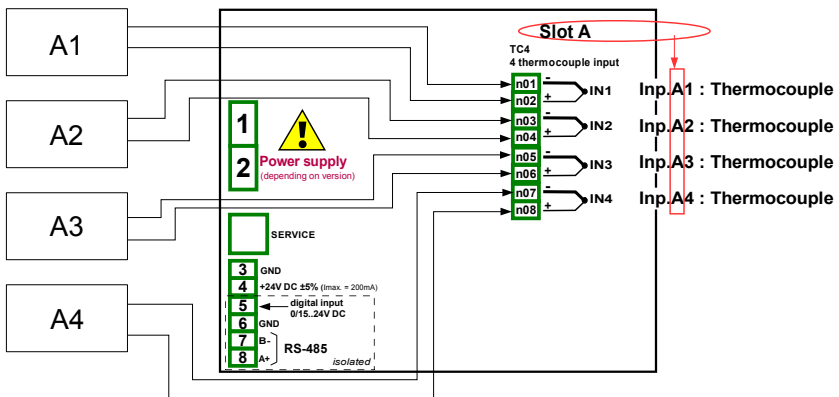 A1
A2
A3
A4
Slot A
TC4
4 thermocouple input
n01 - IN1
n02 +
n03 - IN2
n04 +
n05 - IN3
n06 +
n07 - IN4
n08 +
Inp.A1 : Thermocouple
Inp.A2 : Thermocouple
Inp.A3 : Thermocouple
Inp.A4 : Thermocouple
1
2
!
Power supply
(depending on version)
SERVICE
3 GND
4 +24V DC ±5% (Imax. = 200mA)
5 digital input
0/15..24V DC
6 GND
7 B-
8 A+
RS-485
isolated